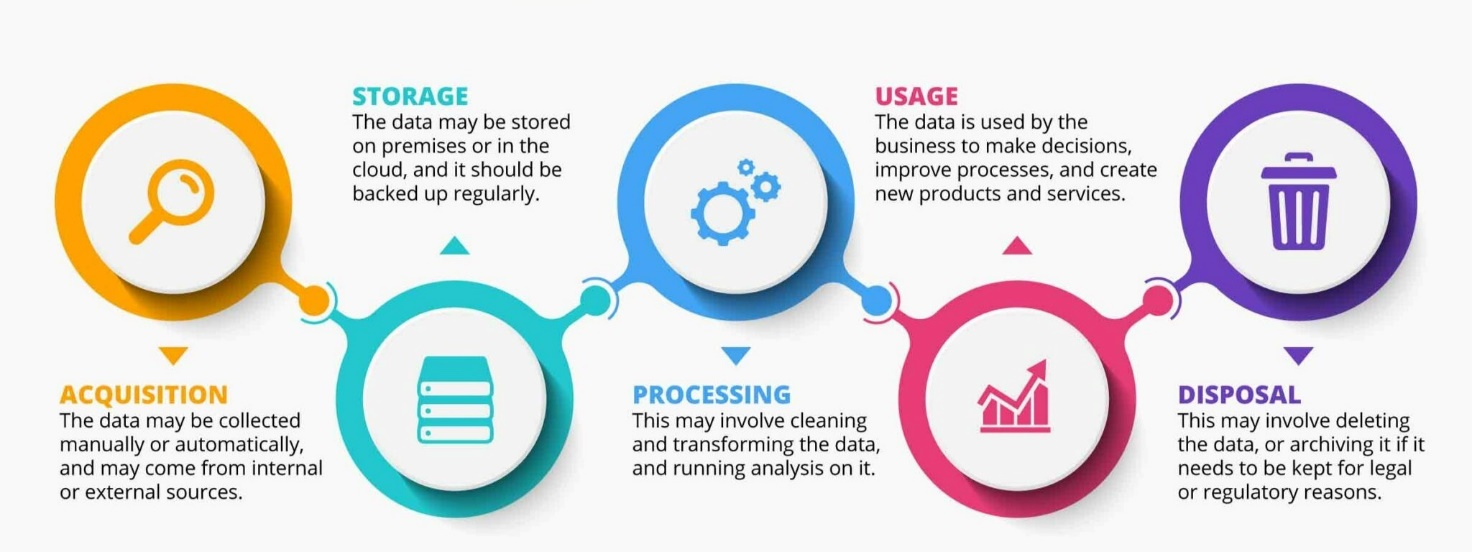 ACQUISITION
The data may be collected
manually or automatically,
and may come from internal
or external sources.
STORAGE
The data may be stored
on premises or in the
cloud, and it should be
backed up regularly.
PROCESSING
This may involve cleaning
and transforming the data,
and running analysis on it.
USAGE
The data is used by the
business to make decisions,
improve processes, and create
new products and services.
DISPOSAL
This may involve deleting
the data, or archiving it if it
needs to be kept for legal
or regulatory reasons.